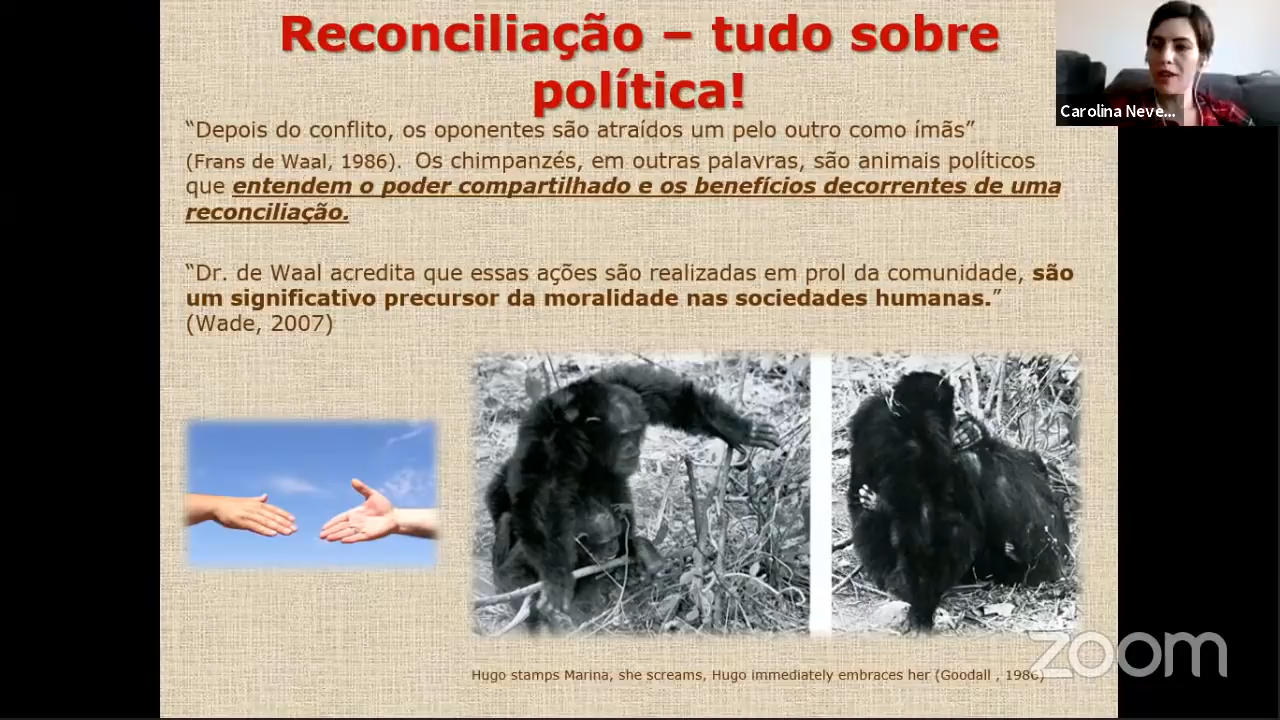 Reconciliação – tudo sobre
política!
“Depois do conflito, os oponentes são atraídos um pelo outro como ímãs”
(Frans de Waal, 1986). Os chimpanzés, em outras palavras, são animais políticos
que entendem o poder compartilhado e os benefícios decorrentes de uma
reconciliação.
“Dr. de Waal acredita que essas ações são realizadas em prol da comunidade, são
um significativo precursor da moralidade nas sociedades humanas.”
(Wade, 2007)
Hugo stamps Marina, she screams, Hugo immediately embraces her (Goodall , 1986)
Carolina Neve...
zoom